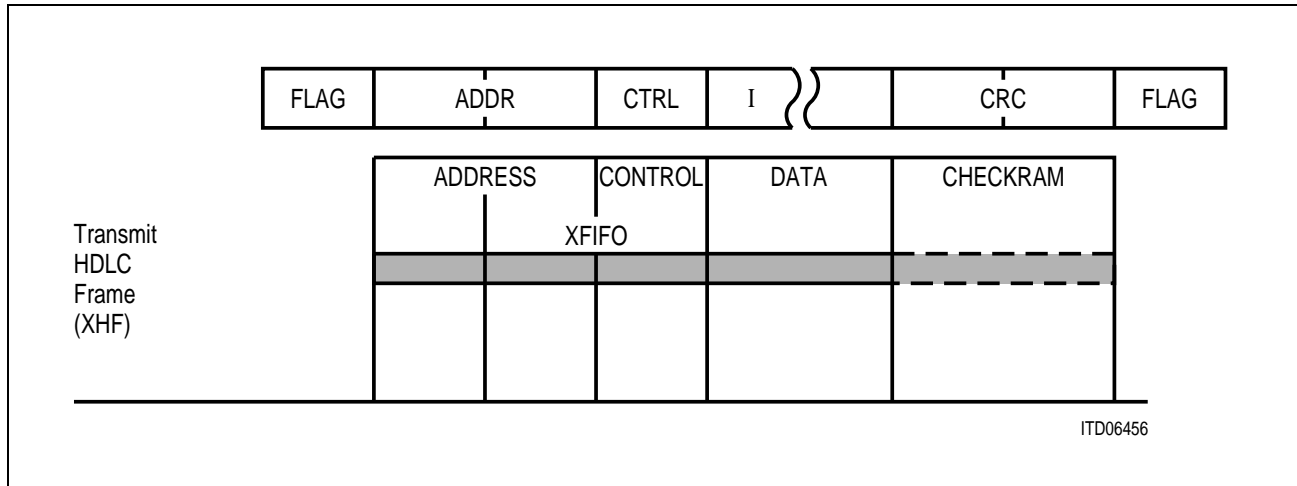 FLAG ADDR CTRL I CRC FLAG
ADDRESS CONTROL DATA CHECKRAM
XFIFO
Transmit
HDLC
Frame
(XHF)
ITD06456